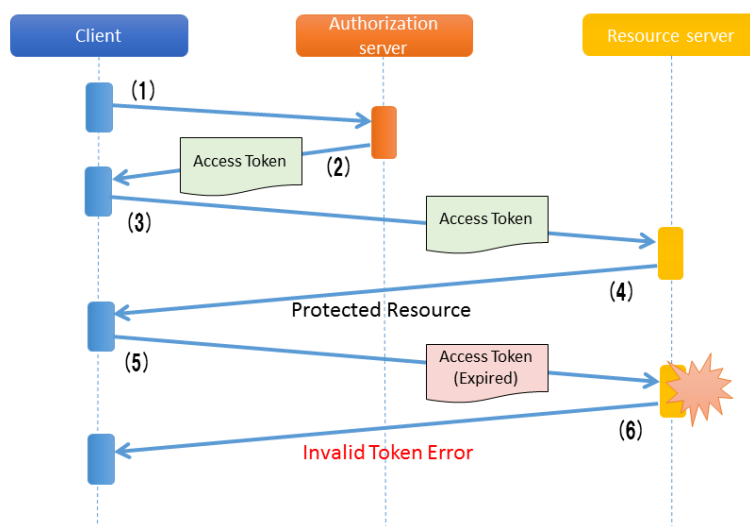 Client
Authorization
server
Resource server
(1)
Access Token
(2)
(3)
Access Token
(4)
Protected Resource
(5)
Access Token
(Expired)
(6)
Invalid Token Error